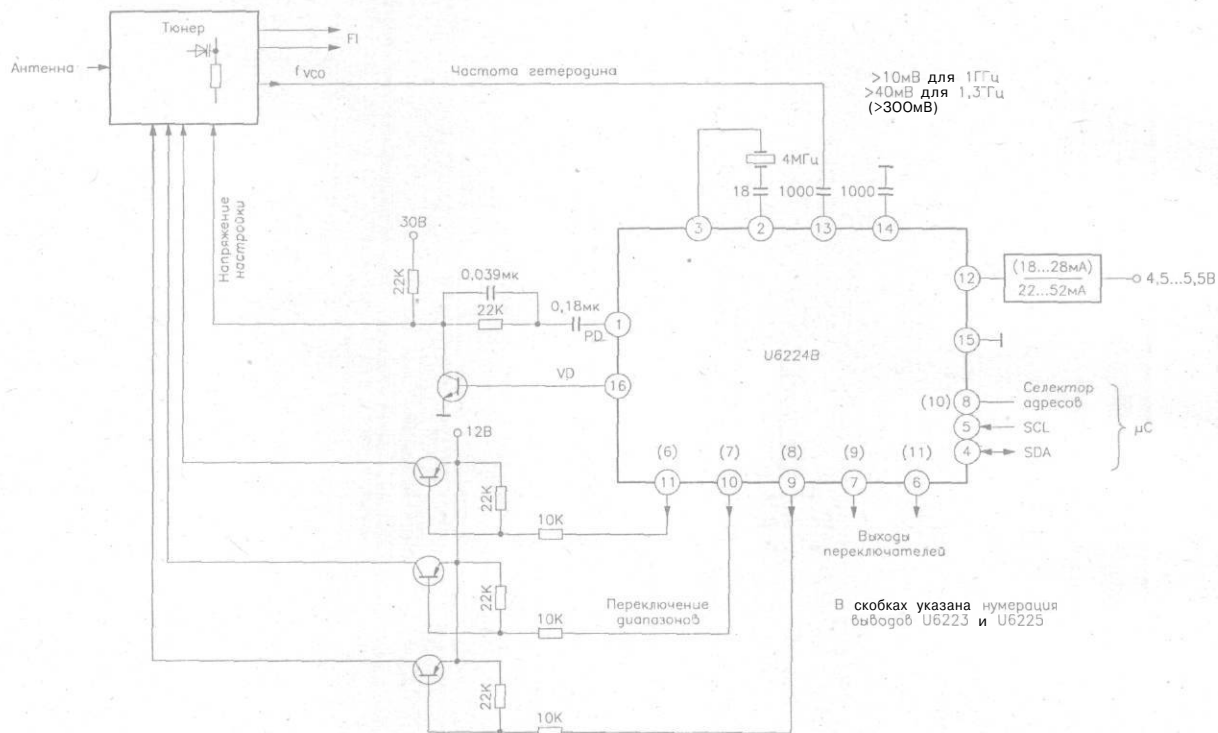 Тюнер
FI
Антенна
f VCO
Частота гетеродина
>10мВ для 1ГГц
>40мВ для 1,3ГГц
(>300мВ)
4МГц
18
1000
1000
3
2
13
14
Напряжение
настройки
30В
22К
0,039мк
22К
0,18мк
PD
1
12
(18...28мА)
22...52мА
4,5...5,5В
15
U6224B
VD
16
(10)
8
Селектор
адресов
5
SCL
μC
4
SDA
12В
(6)
(7)
(8)
(9)
(11)
11
10
9
7
6
22К
10К
Выходы
переключателей
22К
10К
Переключение
диапазонов
В скобках указана нумерация
выводов U6223 и U6225
22К
10К